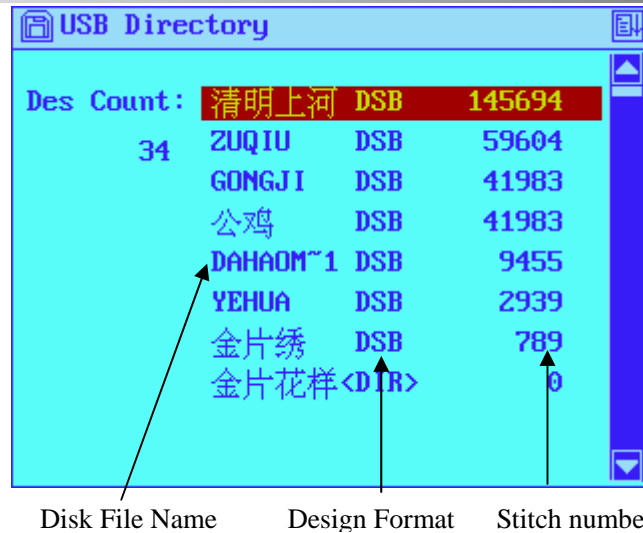 USB Directory
Des Count: 清明上河 DSB 145694
34 ZUQIU DSB 59604
GONGJI DSB 41983
公鸡 DSB 41983
DAHAOM~1 DSB 9455
YEHUA DSB 2939
金片绣 DSB 789
金片花样<DIR> 0
Disk File Name Design Format Stitch numbe